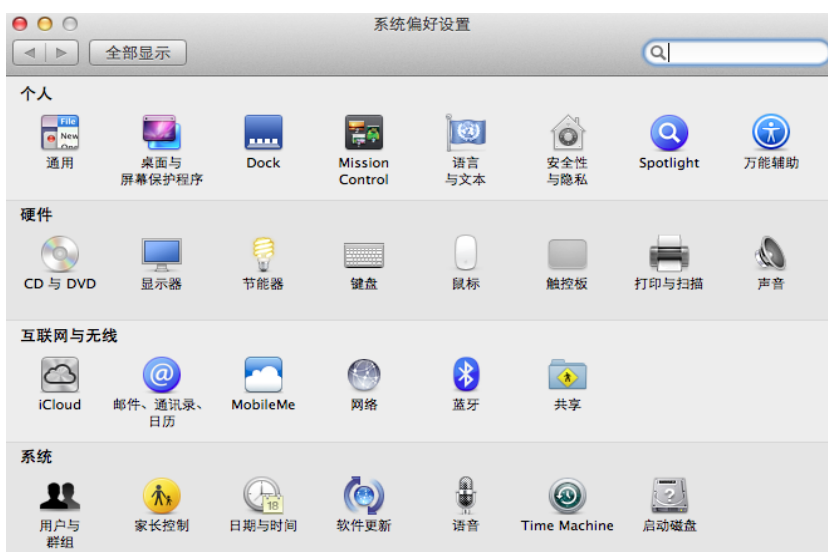 系统偏好设置
全部显示
个人
File
New
通用
桌面与
屏幕保护程序
Dock
Mission
Control
语言
与文本
安全性
与隐私
Spotlight
万能辅助
硬件
CD 与 DVD
显示器
节能器
键盘
鼠标
触控板
打印与扫描
声音
互联网与无线
iCloud
邮件、通讯录、
日历
MobileMe
网络
蓝牙
共享
系统
用户与
群组
家长控制
18
日期与时间
软件更新
语音
Time Machine
?
启动磁盘